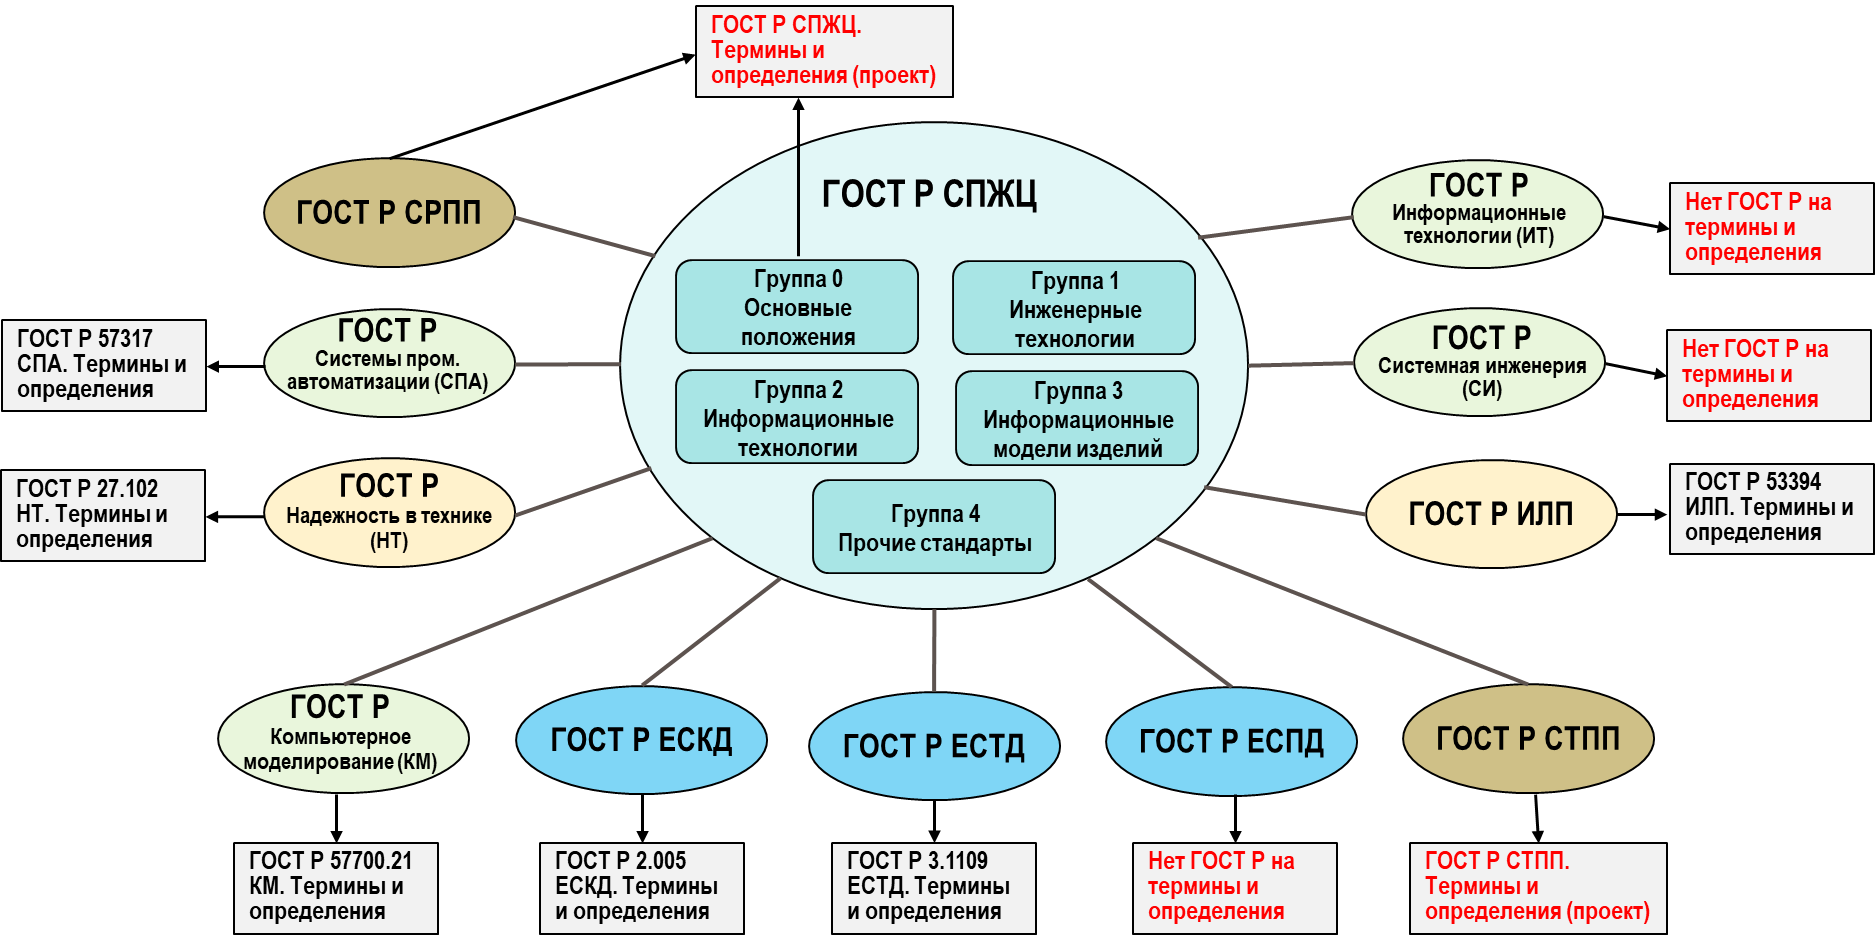 ГОСТ Р СПЖЦ.
Термины и
определения (проект)
ГОСТ Р СРПП
ГОСТ Р СПЖЦ
Группа 0
Основные
положения
Группа 1
Инженерные
технологии
Группа 2
Информационные
технологии
Группа 3
Информационные
модели изделий
Группа 4
Прочие стандарты
ГОСТ Р
Информационные
технологии (ИТ)
Нет ГОСТ Р на
термины и
определения
ГОСТ Р 57317
СПА. Термины и
определения
ГОСТ Р
Системы пром.
автоматизации (СПА)
ГОСТ Р
Системная инженерия
(СИ)
Нет ГОСТ Р на
термины и
определения
ГОСТ Р 27.102
НТ. Термины и
определения
ГОСТ Р
Надежность в технике
(НТ)
ГОСТ Р ИЛП
ГОСТ Р 53394
ИЛП. Термины и
определения
ГОСТ Р
Компьютерное
моделирование (КМ)
ГОСТ Р ЕСКД
ГОСТ Р ЕСТД
ГОСТ Р ЕСПД
ГОСТ Р СТПП
ГОСТ Р 57700.21
КМ. Термины и
определения
ГОСТ Р 2.005
ЕСКД. Термины
и определения
ГОСТ Р 3.1109
ЕСТД. Термины
и определения
Нет ГОСТ Р на
термины и
определения
ГОСТ Р СТПП.
Термины и
определения (проект)